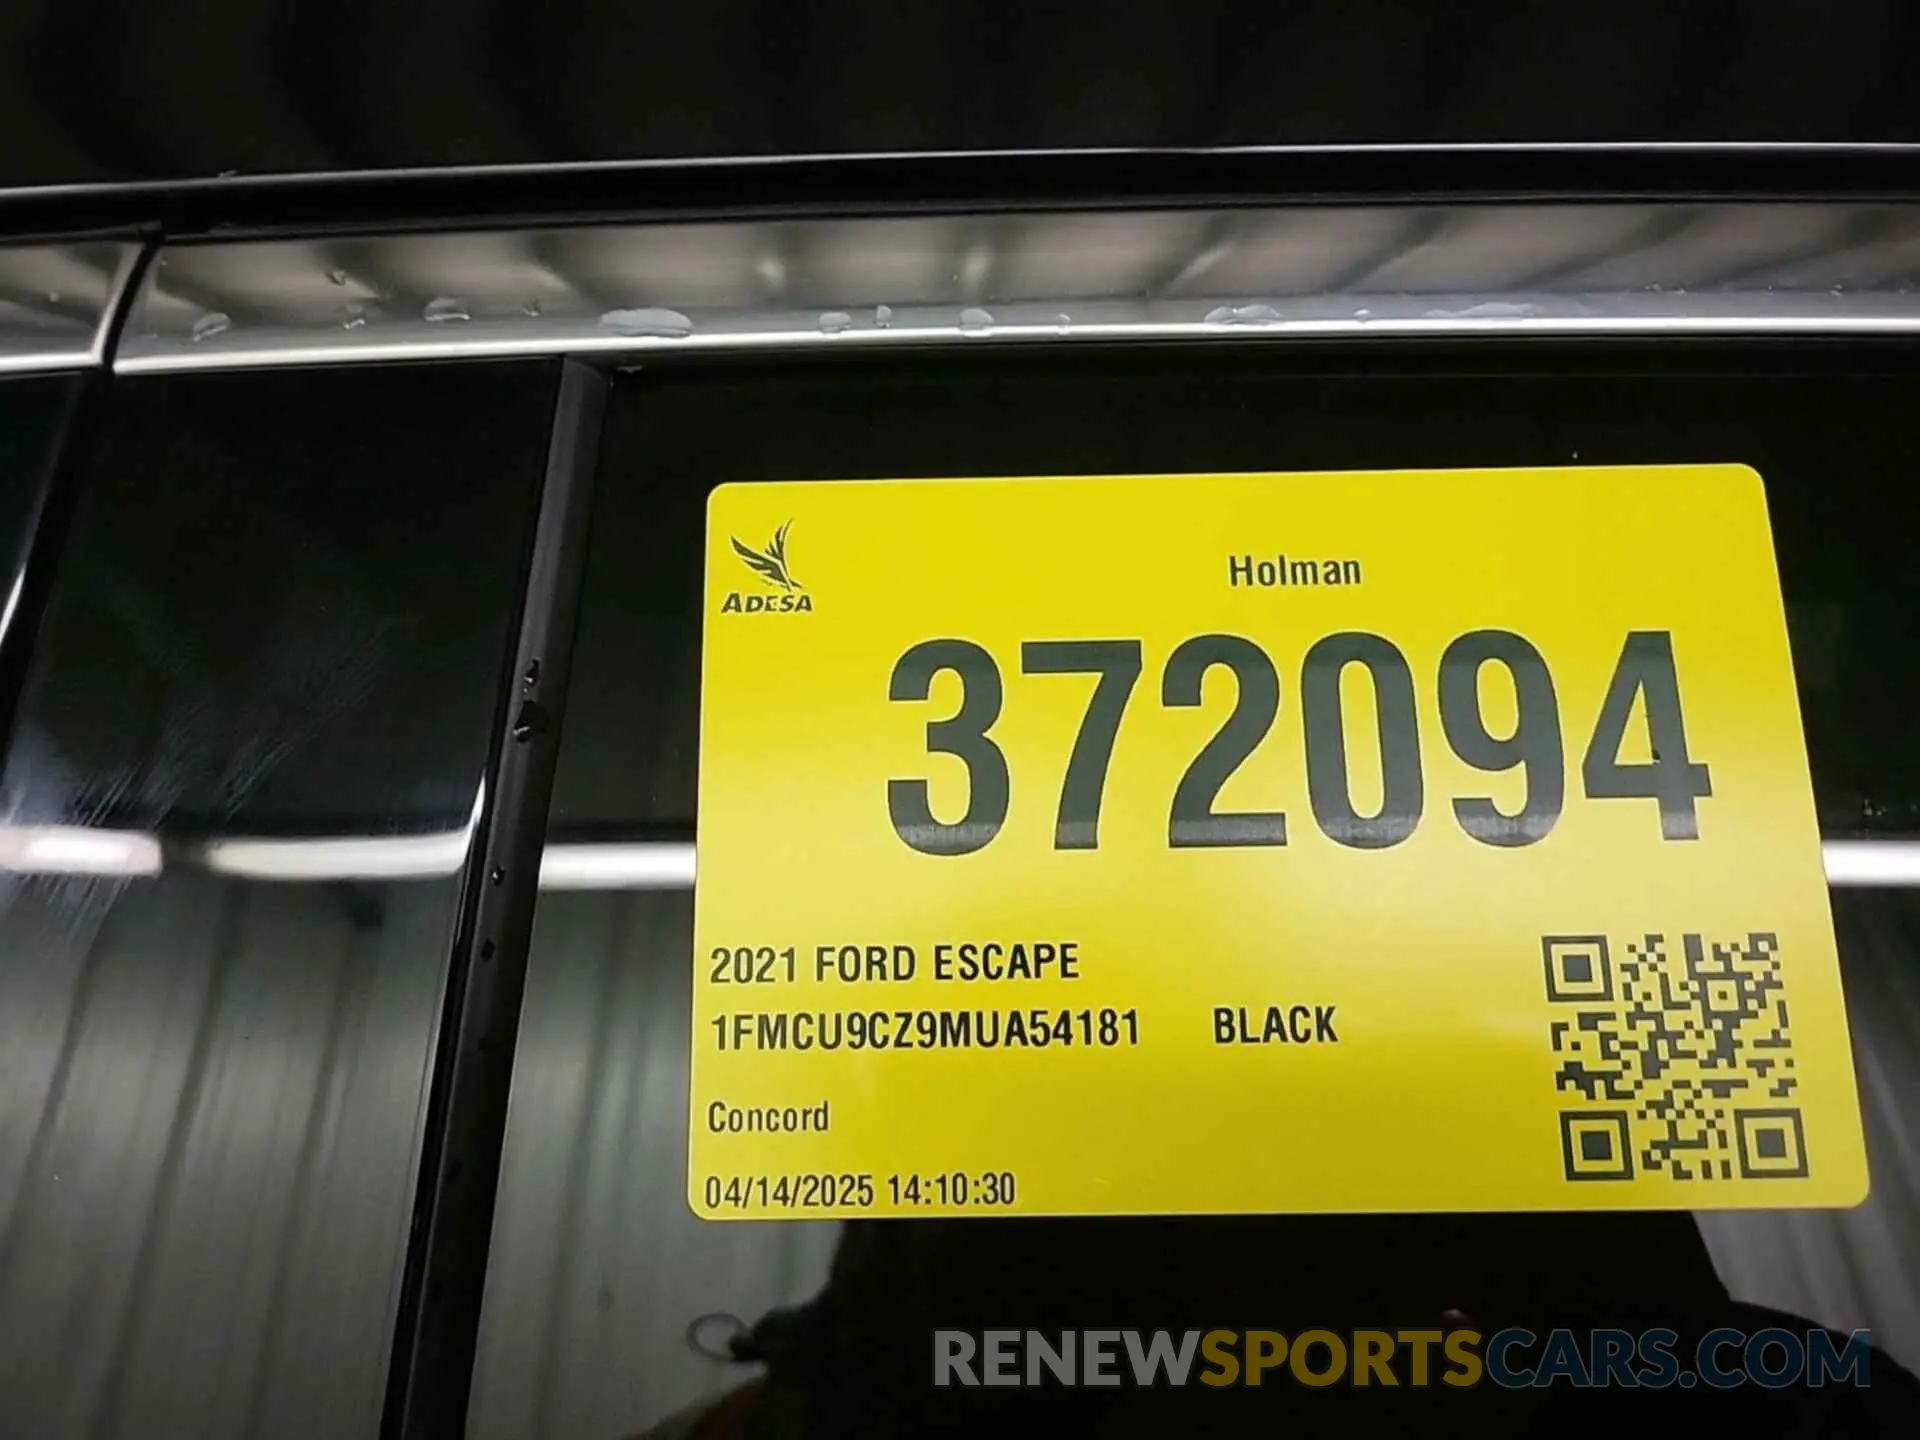 ADESA
Holman
372094
2021 FORD ESCAPE
1FMCU9CZ9MUA54181 BLACK
Concord
04/14/2025 14:10:30
RENEWSPORTSCARS.COM